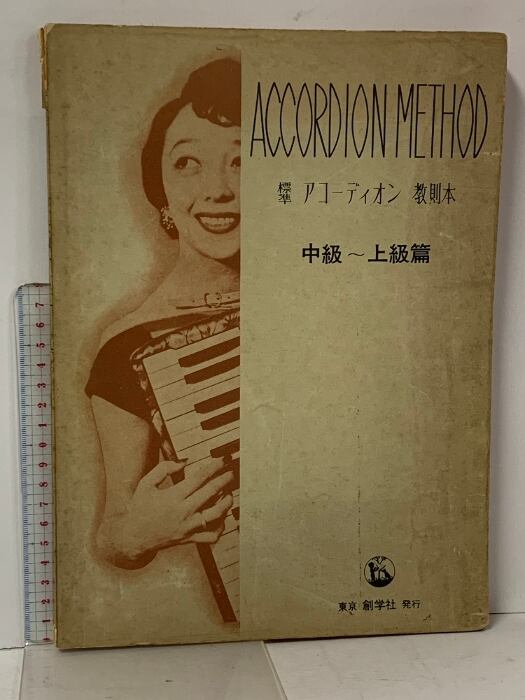 ACCORDION METHOD
標準 アコーディオン 教則本
中級～上級篇
東京 創学社 発行